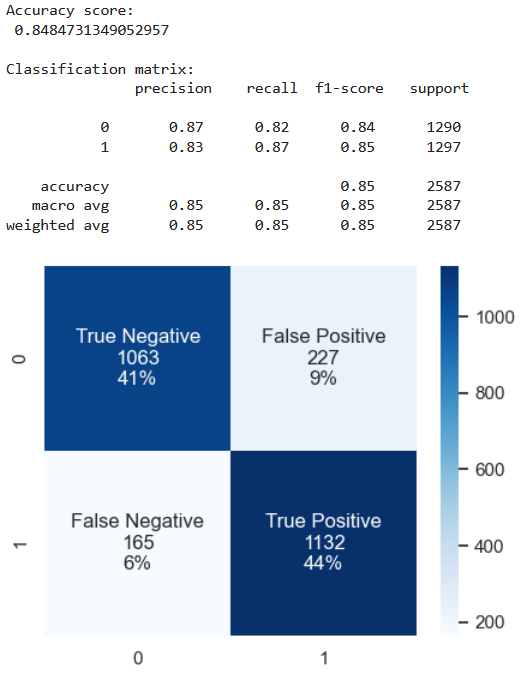 Accuracy score:
0.8484731349052957
Classification matrix:
precision recall f1-score support
0 0.87 0.82 0.84 1290
1 0.83 0.87 0.85 1297
accuracy 0.85 2587
macro avg 0.85 0.85 0.85 2587
weighted avg 0.85 0.85 0.85 2587
0
True Negative
1063
41%
False Positive
227
9%
1
False Negative
165
6%
True Positive
1132
44%
0 1
1000
800
600
400
200